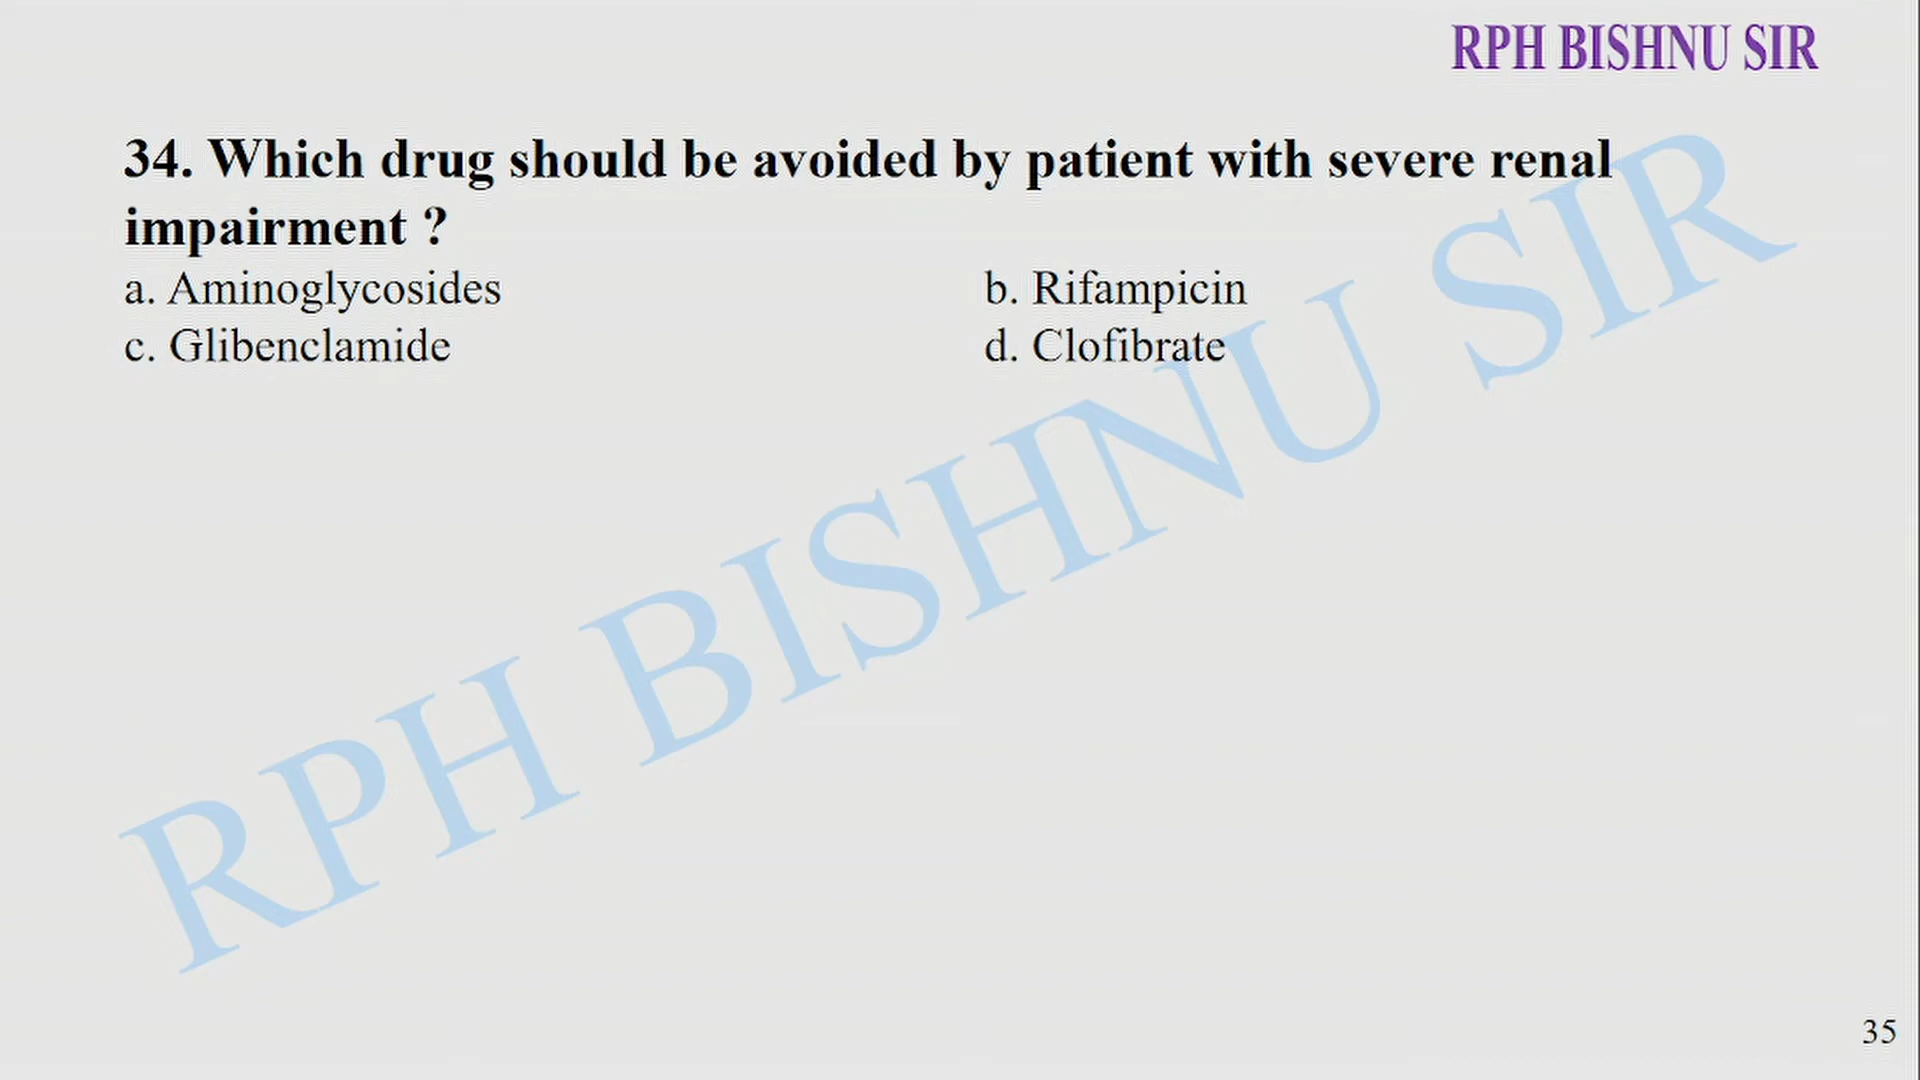 RPH BISHNU SIR
34. Which drug should be avoided by patient with severe renal
impairment ?
a. Aminoglycosides b. Rifampicin
c. Glibenclamide d. Clofibrate
RPH BISHNU SIR
35